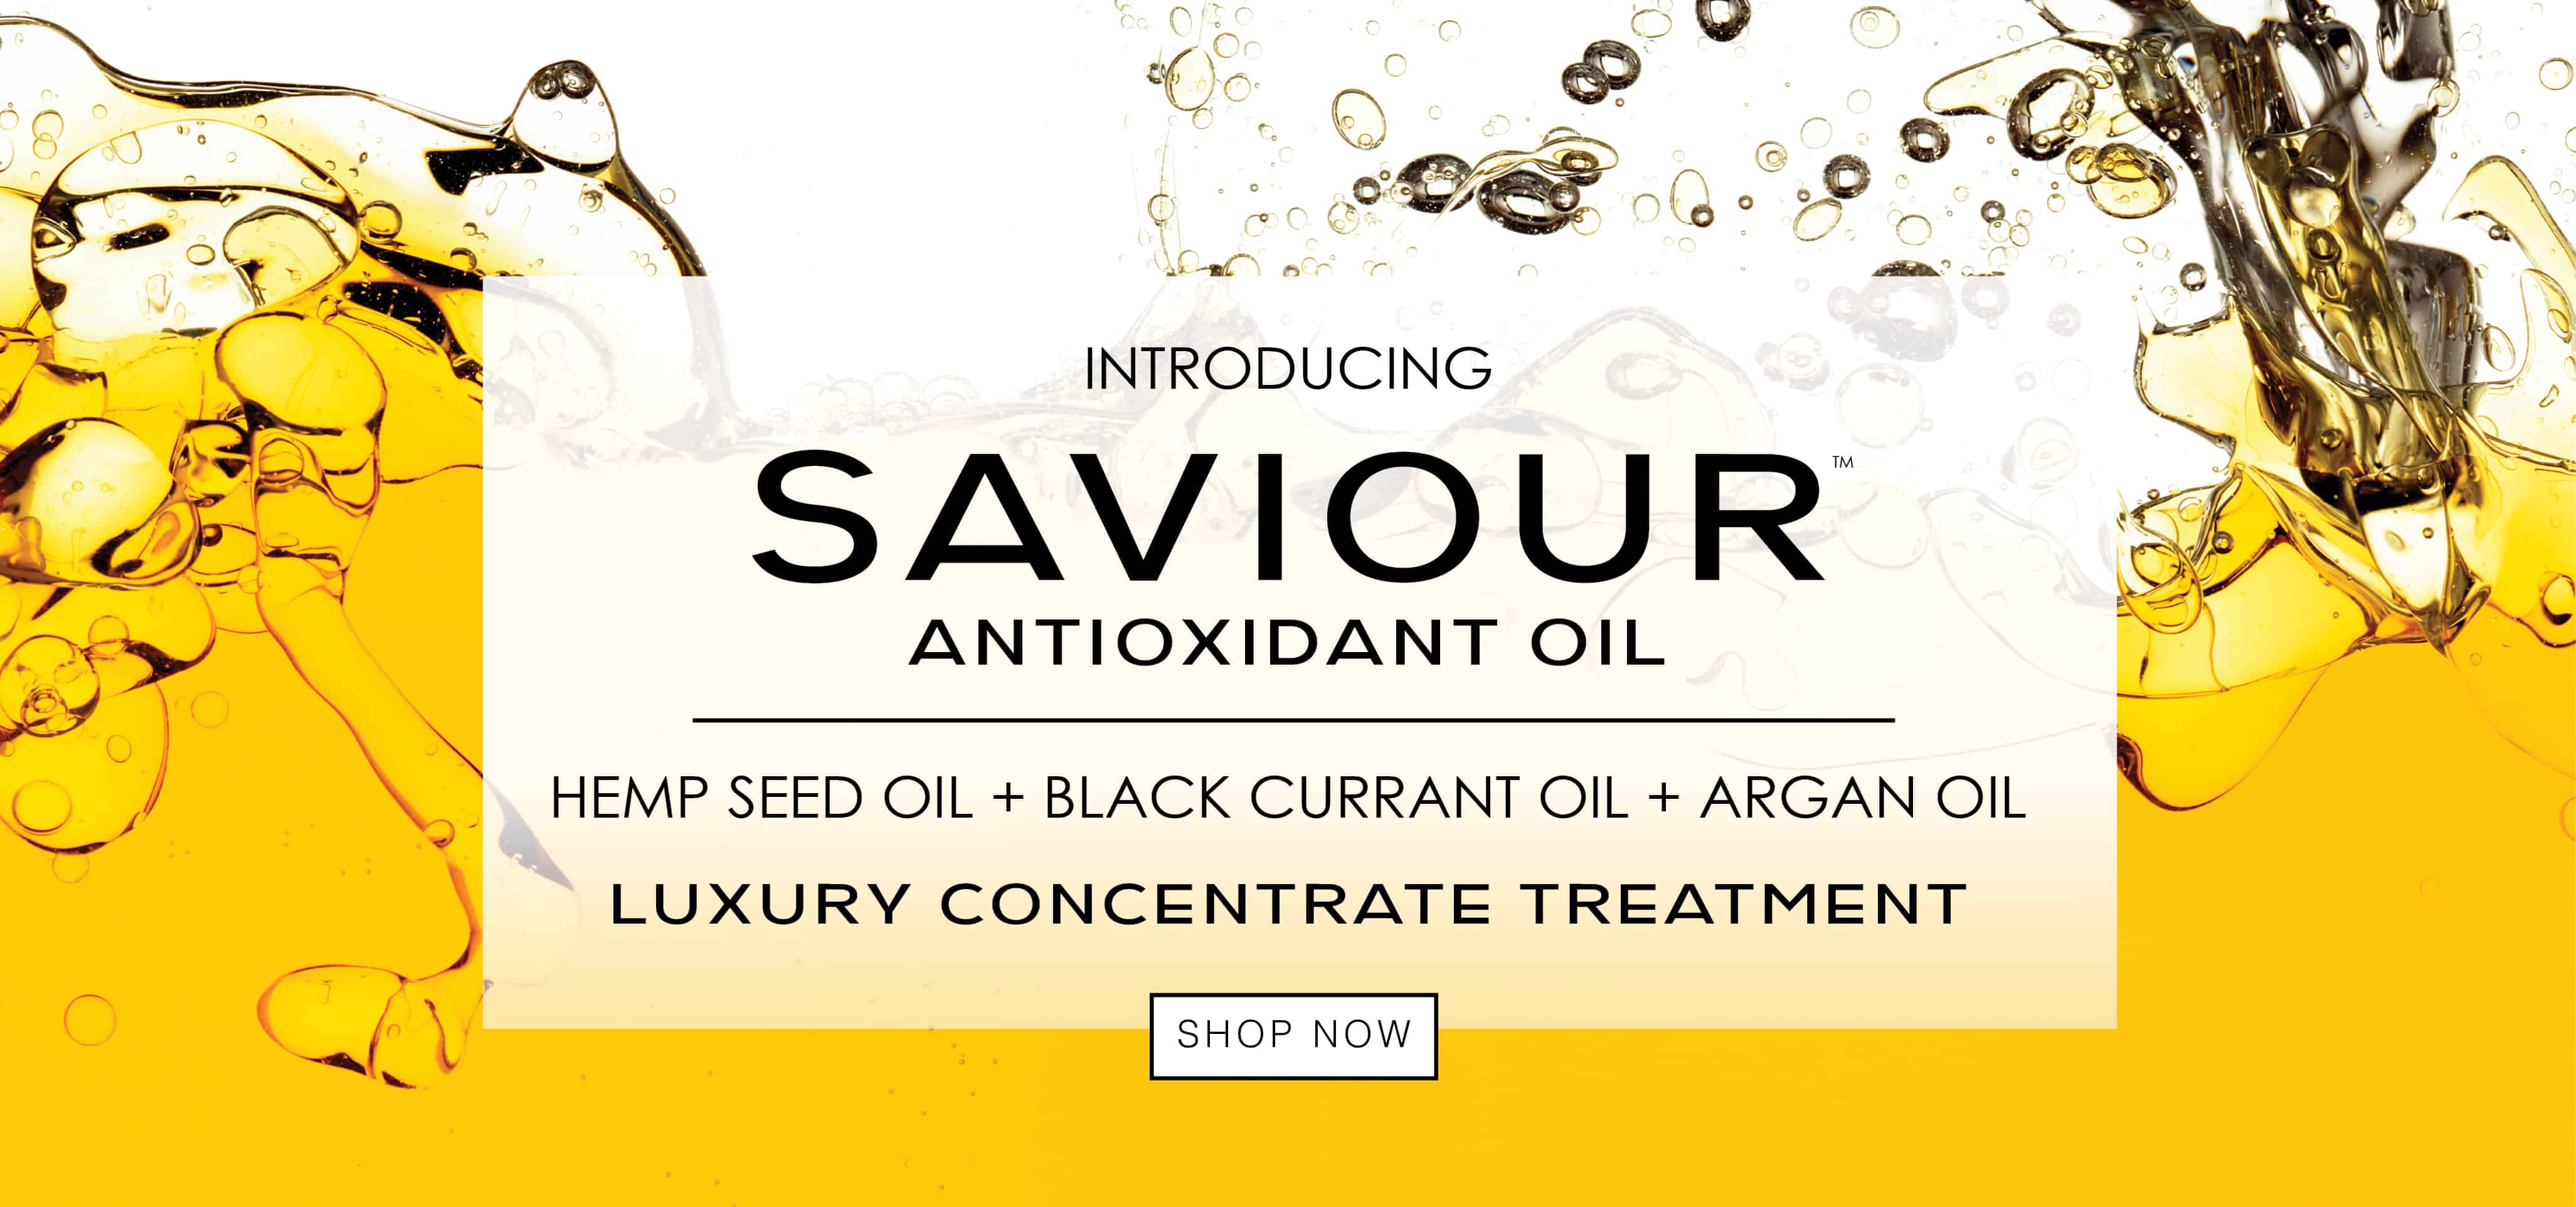 INTRODUCING
SAVIOUR™
ANTIOXIDANT OIL
HEMP SEED OIL + BLACK CURRANT OIL + ARGAN OIL
LUXURY CONCENTRATE TREATMENT
SHOP NOW